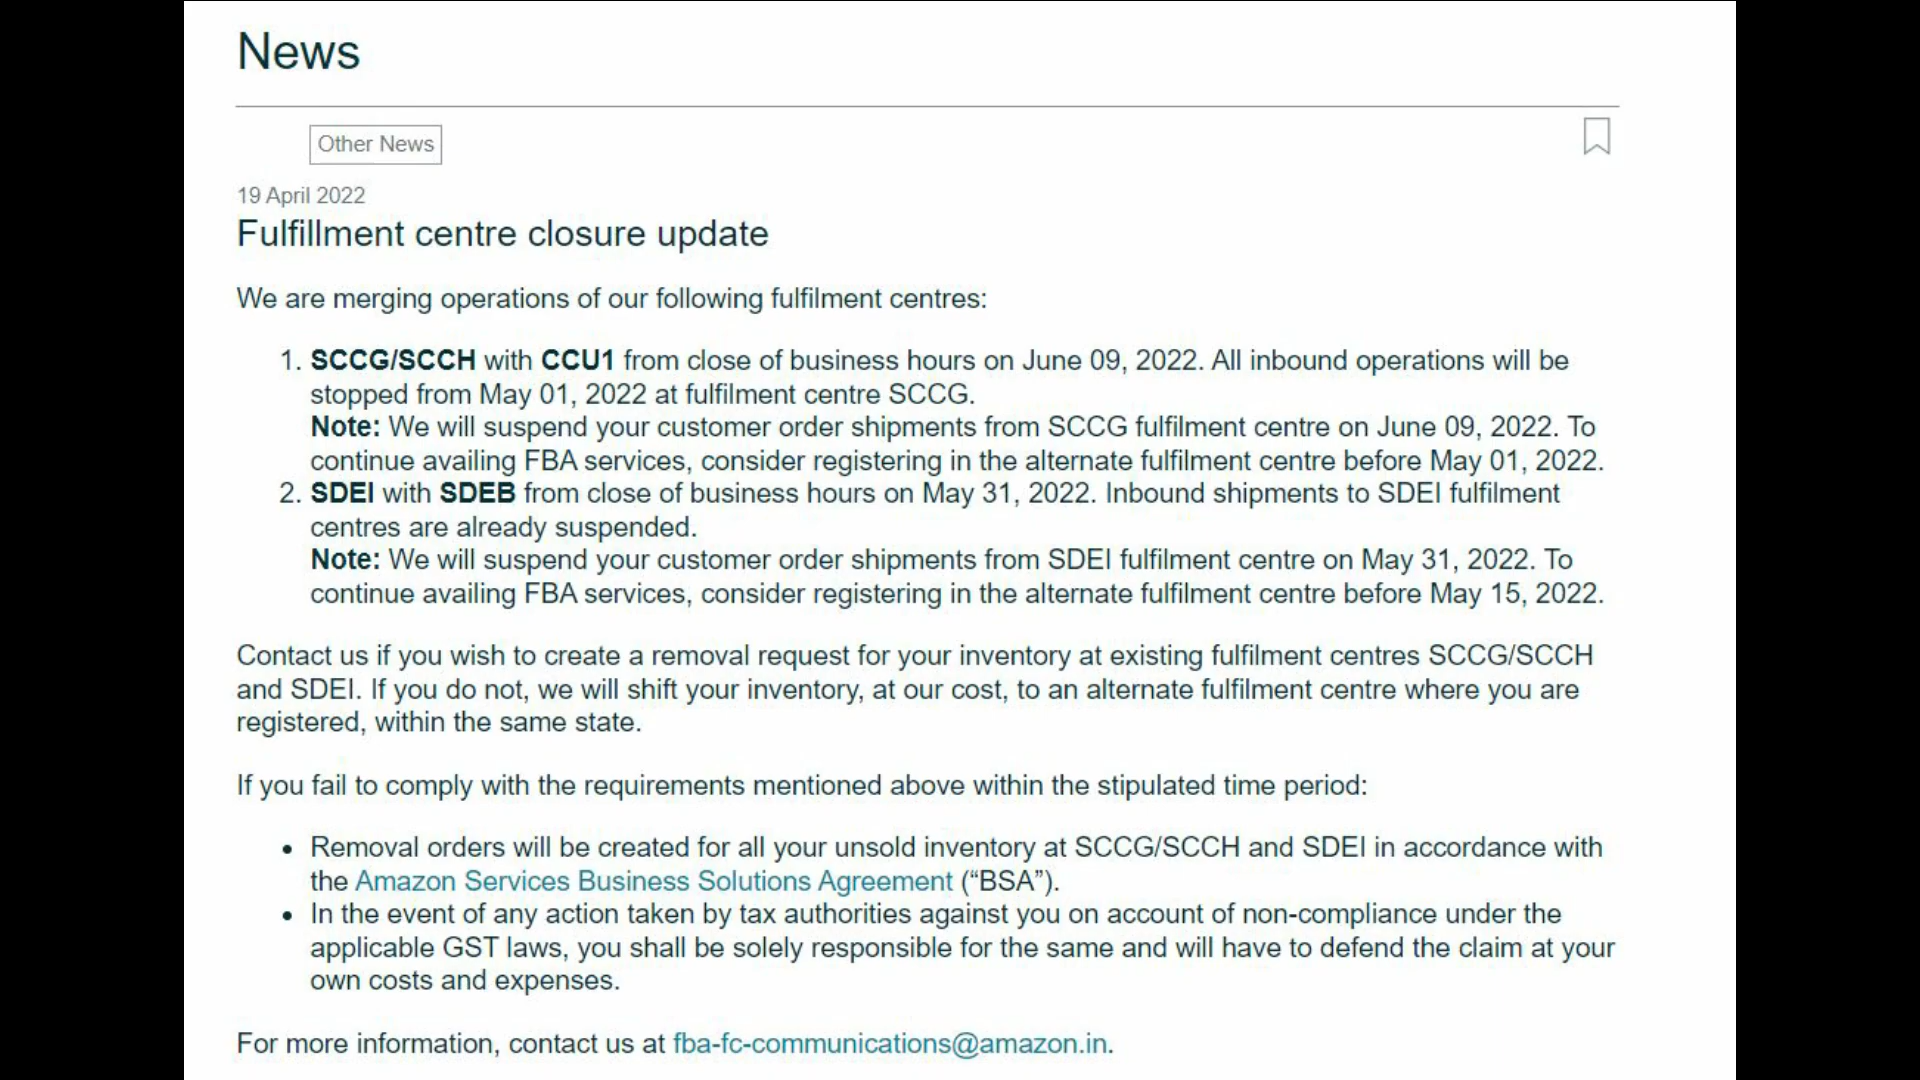 News
Other News
19 April 2022
Fulfillment centre closure update
We are merging operations of our following fulfilment centres:
1. SCCG/SCCH with CCU1 from close of business hours on June 09, 2022. All inbound operations will be
stopped from May 01, 2022 at fulfilment centre SCCG.
Note: We will suspend your customer order shipments from SCCG fulfilment centre on June 09, 2022. To
continue availing FBA services, consider registering in the alternate fulfilment centre before May 01, 2022.
2. SDEI with SDEB from close of business hours on May 31, 2022. Inbound shipments to SDEI fulfilment
centres are already suspended.
Note: We will suspend your customer order shipments from SDEI fulfilment centre on May 31, 2022. To
continue availing FBA services, consider registering in the alternate fulfilment centre before May 15, 2022.
Contact us if you wish to create a removal request for your inventory at existing fulfilment centres SCCG/SCCH
and SDEI. If you do not, we will shift your inventory, at our cost, to an alternate fulfilment centre where you are
registered, within the same state.
If you fail to comply with the requirements mentioned above within the stipulated time period:
• Removal orders will be created for all your unsold inventory at SCCG/SCCH and SDEI in accordance with
the Amazon Services Business Solutions Agreement (“BSA”).
• In the event of any action taken by tax authorities against you on account of non-compliance under the
applicable GST laws, you shall be solely responsible for the same and will have to defend the claim at your
own costs and expenses.
For more information, contact us at fba-fc-communications@amazon.in.